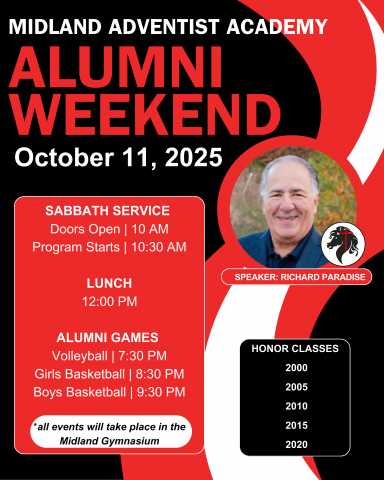 MIDLAND ADVENTIST ACADEMY
ALUMNI
WEEKEND
October 11, 2025
SABBATH SERVICE
Doors Open | 10 AM
Program Starts | 10:30 AM
LUNCH
12:00 PM
ALUMNI GAMES
Volleyball | 7:30 PM
Girls Basketball | 8:30 PM
Boys Basketball | 9:30 PM
*all events will take place in the
Midland Gymnasium
SPEAKER: RICHARD PARADISE
HONOR CLASSES
2000
2005
2010
2015
2020